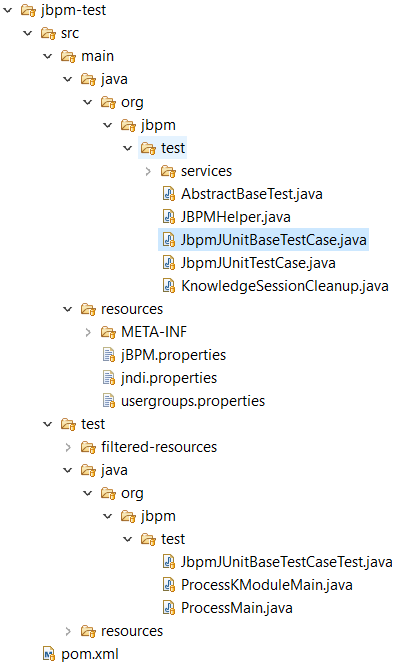 jbpm-test
src
main
java
org
jbpm
test
services
AbstractBaseTest.java
JBPMHelper.java
JbpmJUnitBaseTestCase.java
JbpmJUnitTestCase.java
KnowledgeSessionCleanup.java
resources
META-INF
jBPM.properties
jndi.properties
usergroups.properties
test
filtered-resources
java
org
jbpm
test
JbpmJUnitBaseTestCaseTest.java
ProcessKModuleMain.java
ProcessMain.java
resources
pom.xml